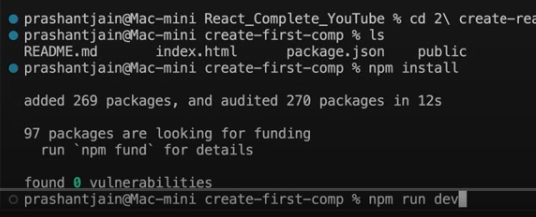 prashantjain@Mac-mini React_Complete_YouTube % cd 2\ create-rea
prashantjain@Mac-mini create-first-comp % ls
README.md index.html package.json public
prashantjain@Mac-mini create-first-comp % npm install
added 269 packages, and audited 270 packages in 12s
97 packages are looking for funding
run `npm fund` for details
found 0 vulnerabilities
prashantjain@Mac-mini create-first-comp % npm run dev